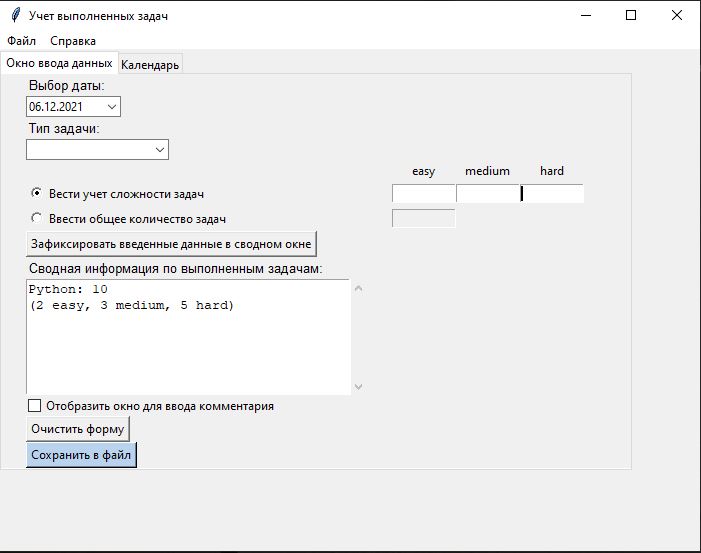 Учет выполненных задач
Файл Справка
Окно ввода данных Календарь
Выбор даты:
06.12.2021
Тип задачи:
easy medium hard
Вести учет сложности задач
Ввести общее количество задач
Зафиксировать введенные данные в сводном окне
Сводная информация по выполненным задачам:
Python: 10
(2 easy, 3 medium, 5 hard)
Отобразить окно для ввода комментария
Очистить форму
Сохранить в файл